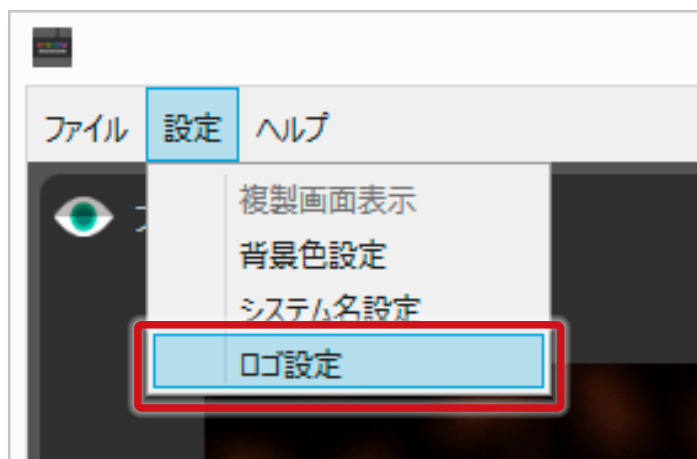 ファイル 設定 ヘルプ
複製画面表示
背景色設定
システム名設定
ロゴ設定